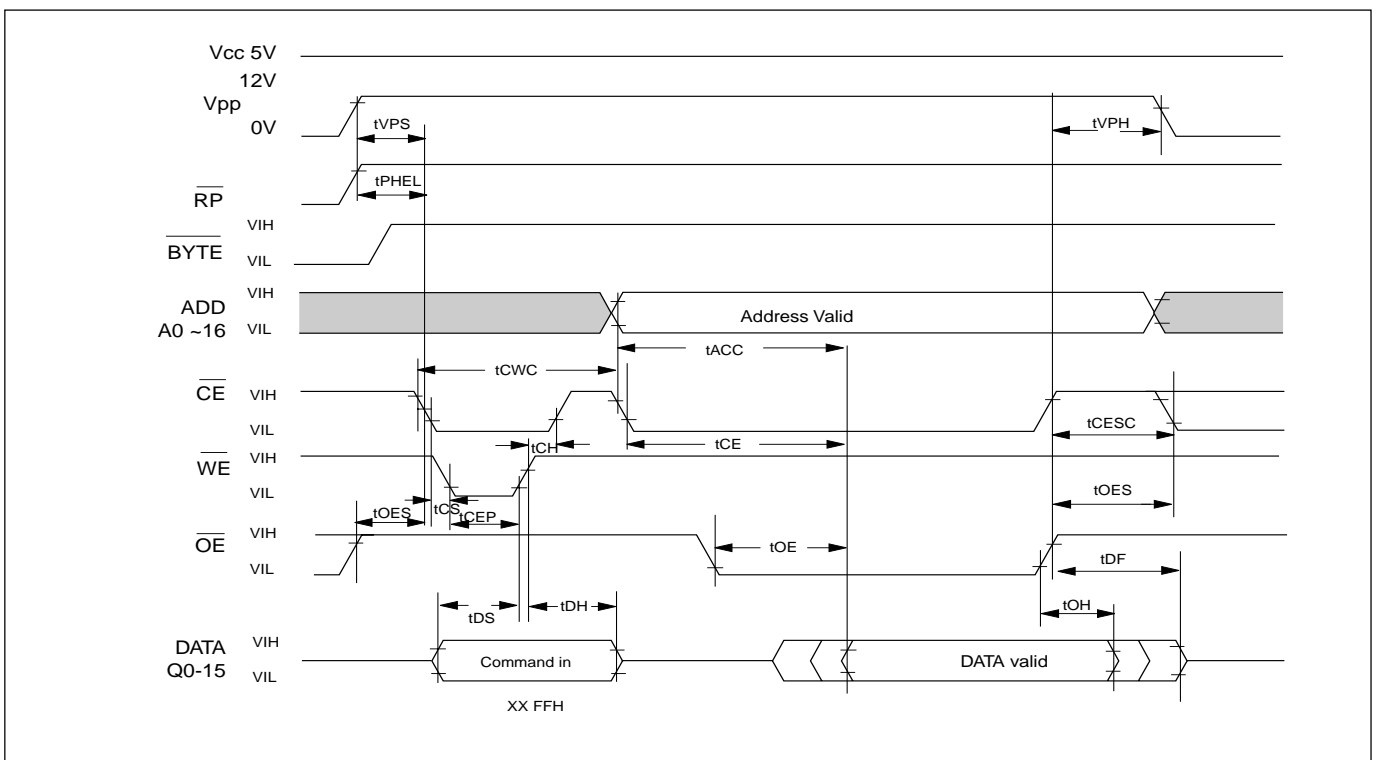 Vcc 5V
12V
Vpp
0V
tVPS
tVPH
RP
tPHEL
BYTE
VIH
VIL
ADD
A0 ~16
VIH
VIL
Address Valid
tACC
tCWC
CE
VIH
VIL
tCESC
tCH
tCE
WE
VIH
VIL
tOES
tCS
tCEP
tOES
OE
VIH
VIL
tOE
tDF
tDS
tDH
tOH
DATA
Q0-15
VIH
VIL
Command in
DATA valid
XX FFH